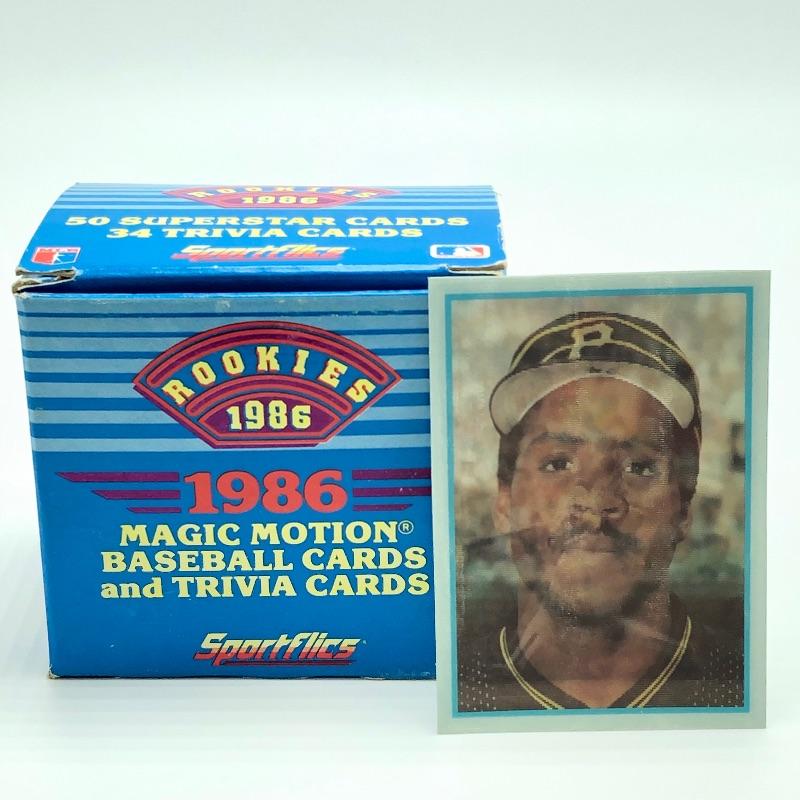 ROOKIES
1986
50 SUPERSTAR CARDS
34 TRIVIA CARDS
Sportflics
ROOKIES
1986
1986
MAGIC MOTION®
BASEBALL CARDS
and TRIVIA CARDS
Sportflics
P